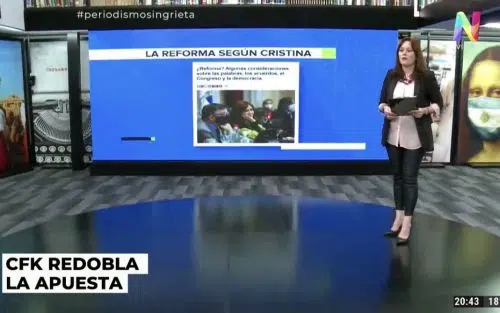 #periodismosingrieta
N
LA REFORMA SEGÚN CRISTINA
¿Reforma? Algunas consideraciones
sobre las palabras, los acuerdos, el
Congreso y la democracia.
CFK REDOBLA
LA APUESTA
20:43